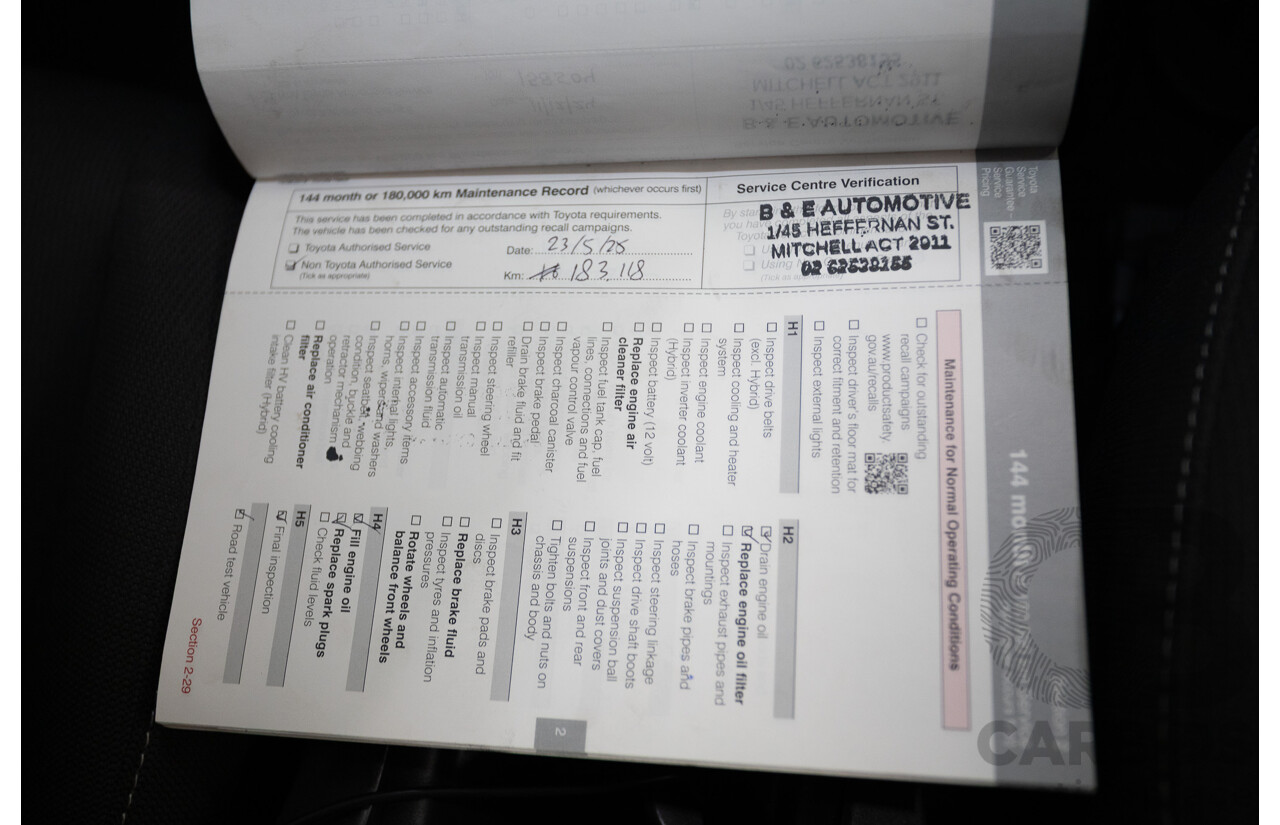 144 month or 180,000 km Maintenance Record (whichever occurs first)
This service has been completed in accordance with Toyota requirements.
The vehicle has been checked for any outstanding recall campaigns.
Toyota Authorised Service
Non Toyota Authorised Service
(Tick as appropriate)
Date: 23/5/25
Km: 183,118
Service Centre Verification
B & E AUTOMOTIVE
1/45 HEFFERNAN ST.
MITCHELL ACT 2911
02 62538155
Toyota
Service
Guarantee –
Service
Pricing
144 mo
Maintenance for Normal Operating Conditions
Check for outstanding
recall campaigns
www.productsafety.
gov.au/recalls
Inspect driver's floor mat for
correct fitment and retention
Inspect external lights
H1
Inspect drive belts
(excl. Hybrid)
Inspect cooling and heater
system
Inspect engine coolant
Inspect inverter coolant
(Hybrid)
Inspect battery (12 volt)
Replace engine air
cleaner filter
Inspect fuel tank cap, fuel
lines, connections and fuel
vapour control valve
Inspect charcoal canister
Inspect brake pedal
Drain brake fluid and fit
refiller
Inspect steering wheel
Inspect manual
transmission oil
Inspect automatic
transmission fluid
Inspect accessory items
Inspect internal lights,
horns, wipers and washers
Inspect seatbelt webbing
condition, buckle and
retractor mechanism
operation
Replace air conditioner
filter
Clean HV battery cooling
intake filter (Hybrid)
H2
Drain engine oil
Replace engine oil filter
Inspect exhaust pipes and
mountings
Inspect brake pipes and
hoses
Inspect steering linkage
Inspect drive shaft boots
Inspect suspension ball
joints and dust covers
Inspect front and rear
suspensions
Tighten bolts and nuts on
chassis and body
H3
Inspect brake pads and
discs
Replace brake fluid
Inspect tyres and inflation
pressures
Rotate wheels and
balance front wheels
H4
Fill engine oil
Replace spark plugs
Check fluid levels
H5
Final inspection
Road test vehicle
2
Section 2-29